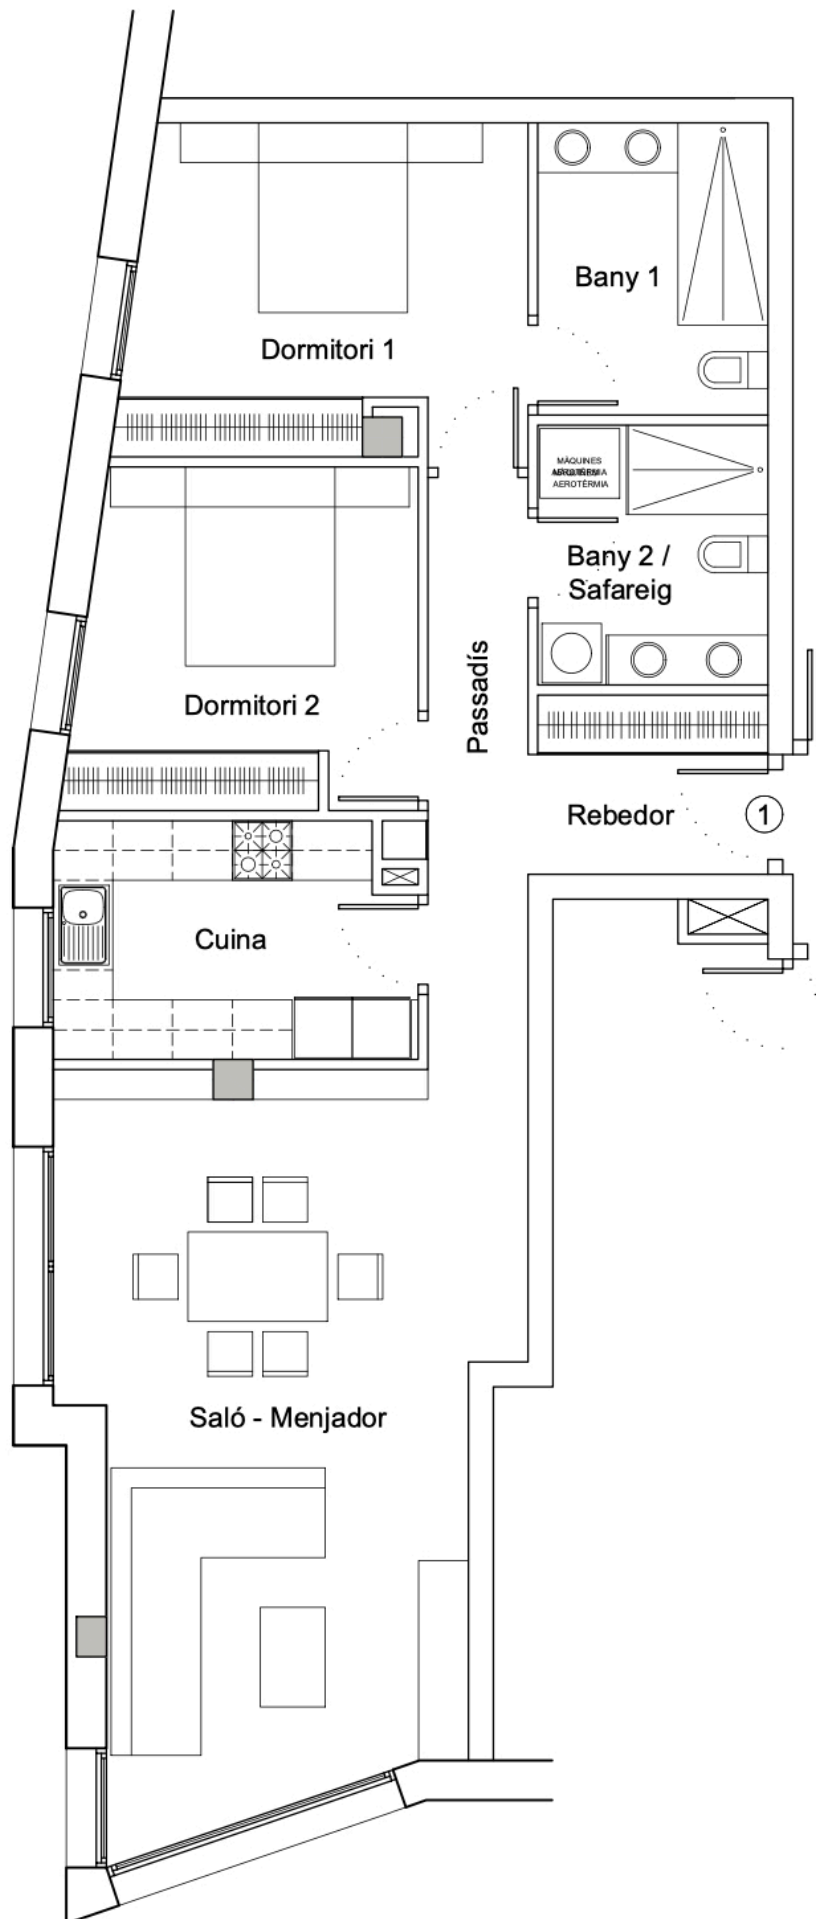 Bany 1
Dormitori 1
MÀQUINES
AEROTÈRMIA
Bany 2 /
Safareig
Dormitori 2
Passadís
Rebedor
1
Cuina
Saló - Menjador